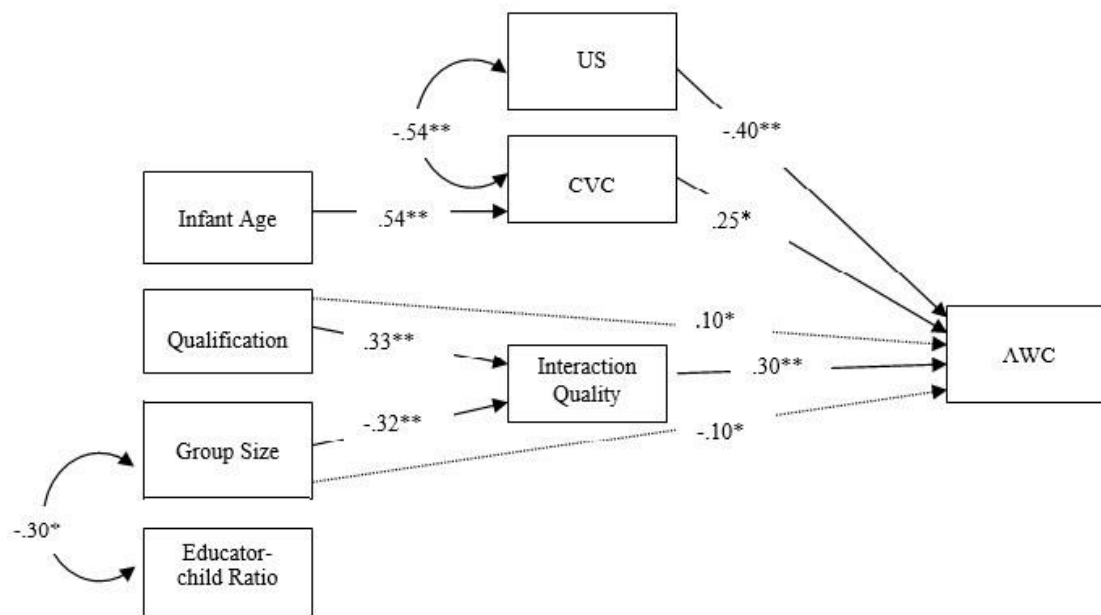 US
-.54**
-.40**
CVC
Infant Age
.54**
.25*
Qualification
.10*
.33**
Interaction
Quality
.30**
AWC
-.32**
-.10*
Group Size
-.30*
Educator-
child Ratio